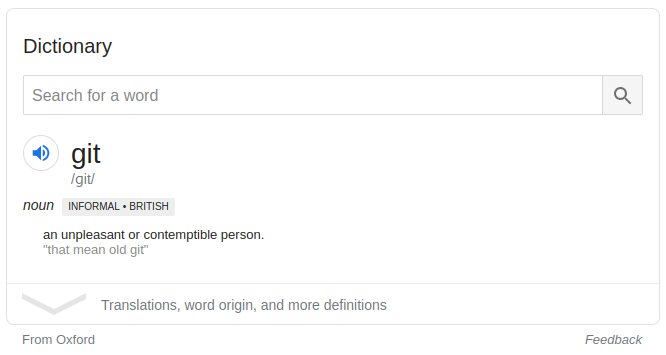 Dictionary
Search for a word
git
/ɡit/
noun INFORMAL • BRITISH
an unpleasant or contemptible person.
"that mean old git"
Translations, word origin, and more definitions
From Oxford Feedback